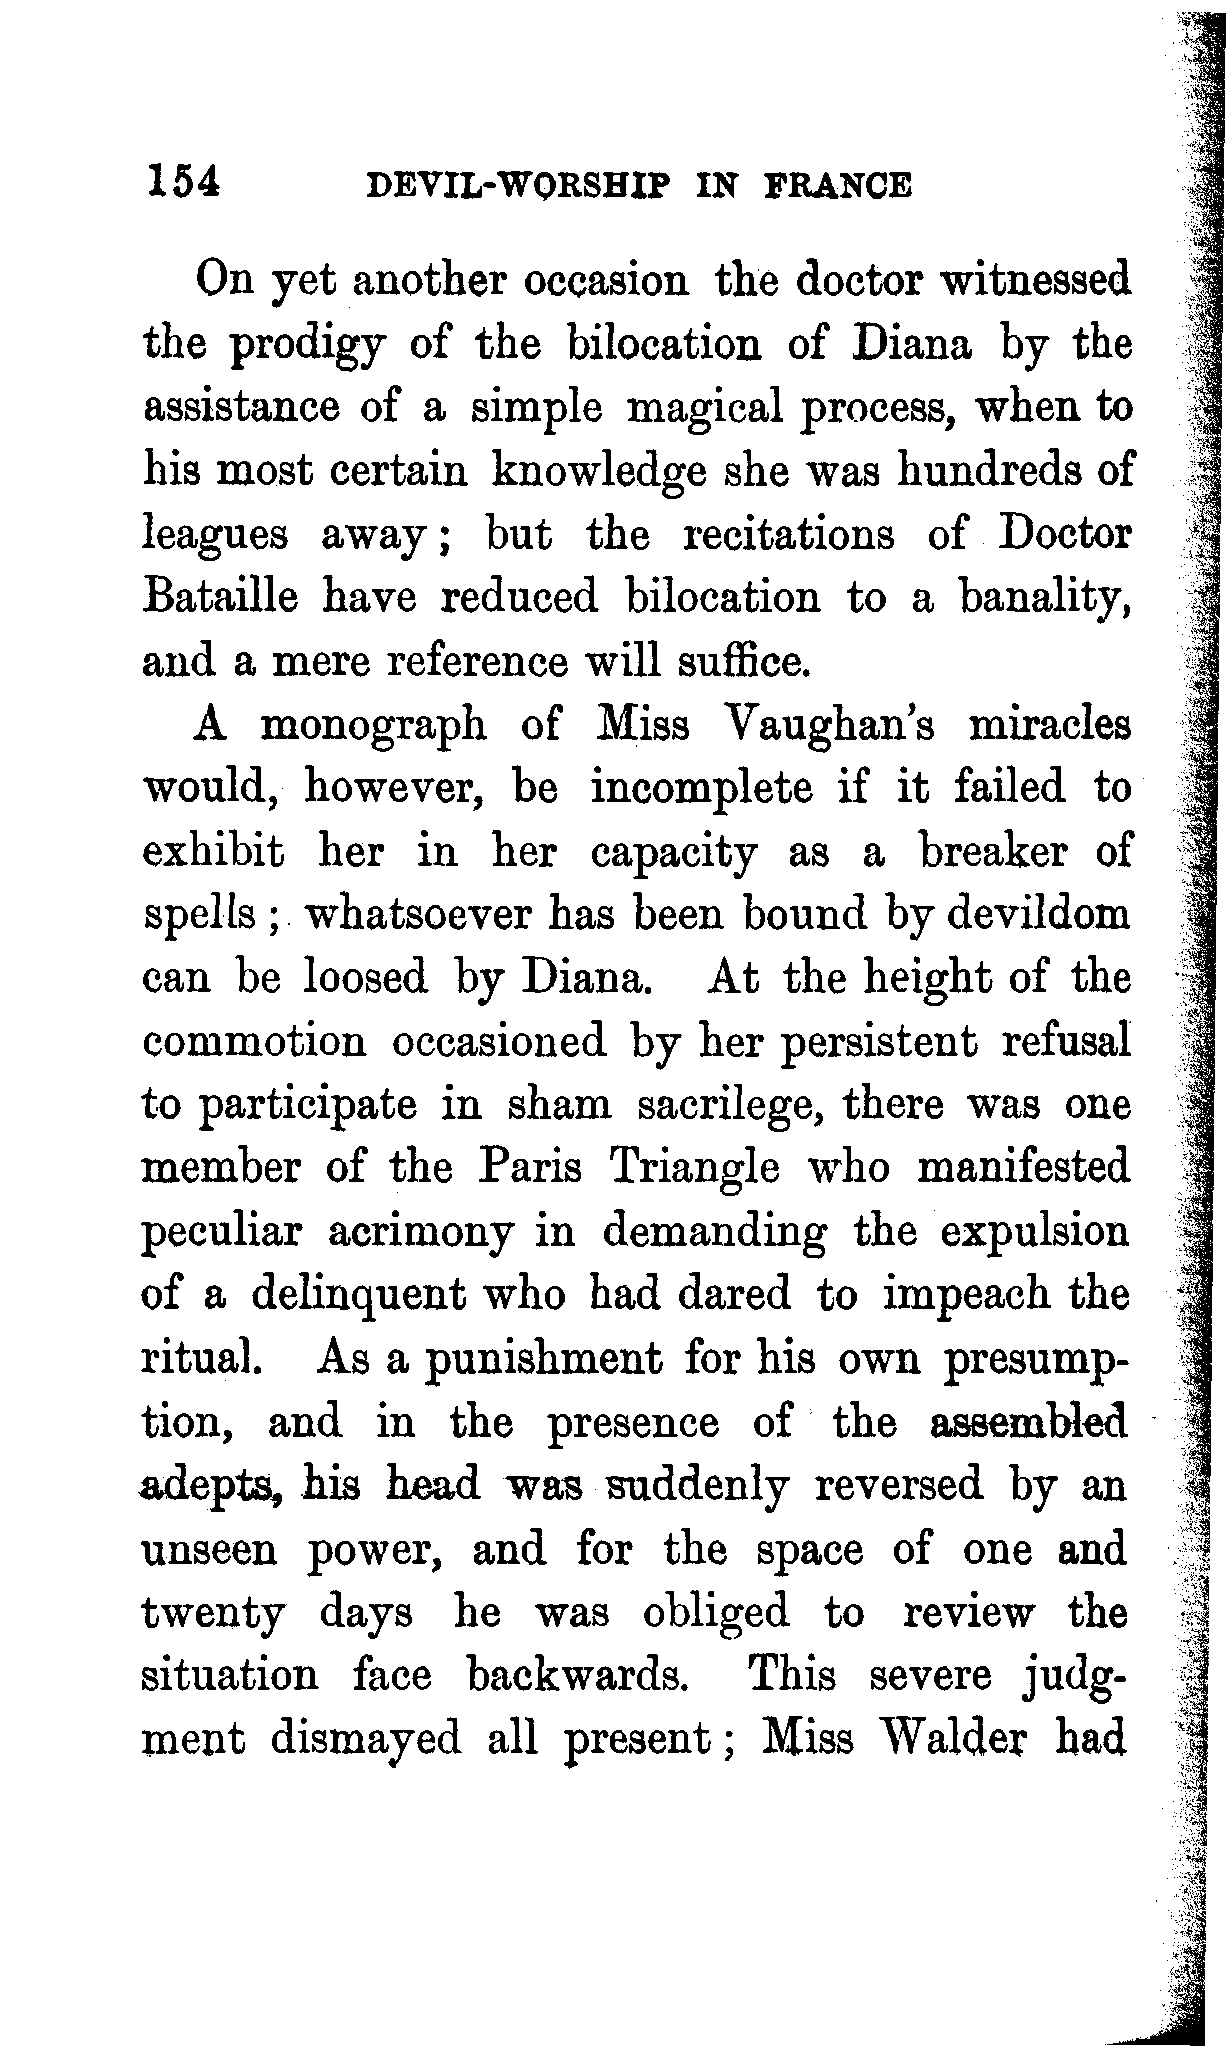 154 DEVIL-WORSHIP IN FRANCE
On yet another occasion the doctor witnessed
the prodigy of the bilocation of Diana by the
assistance of a simple magical process, when to
his most certain knowledge she was hundreds of
leagues away ; but the recitations of Doctor
Bataille have reduced bilocation to a banality,
and a mere reference will suffice.
A monograph of Miss Vaughan's miracles
would, however, be incomplete if it failed to
exhibit her in her capacity as a breaker of
spells ; whatsoever has been bound by devildom
can be loosed by Diana. At the height of the
commotion occasioned by her persistent refusal
to participate in sham sacrilege, there was one
member of the Paris Triangle who manifested
peculiar acrimony in demanding the expulsion
of a delinquent who had dared to impeach the
ritual. As a punishment for his own presump-
tion, and in the presence of the assembled
adepts, his head was suddenly reversed by an
unseen power, and for the space of one and
twenty days he was obliged to review the
situation face backwards. This severe judg-
ment dismayed all present ; Miss Walder had